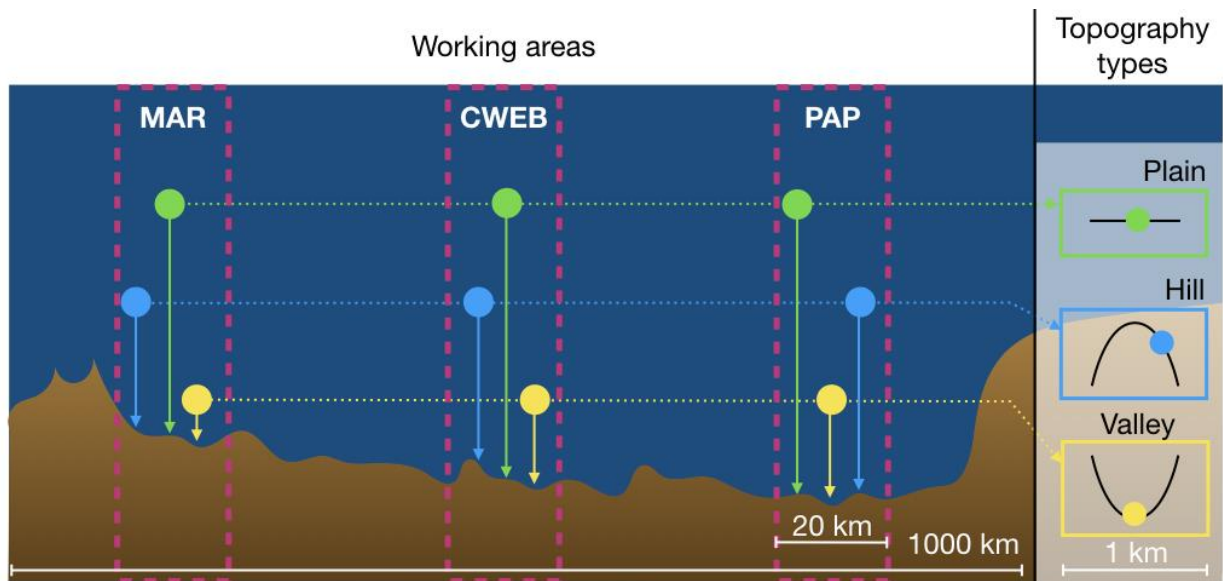 Working areas
Topography
types
MAR
CWEB
PAP
Plain
Hill
Valley
20 km
1000 km
1 km